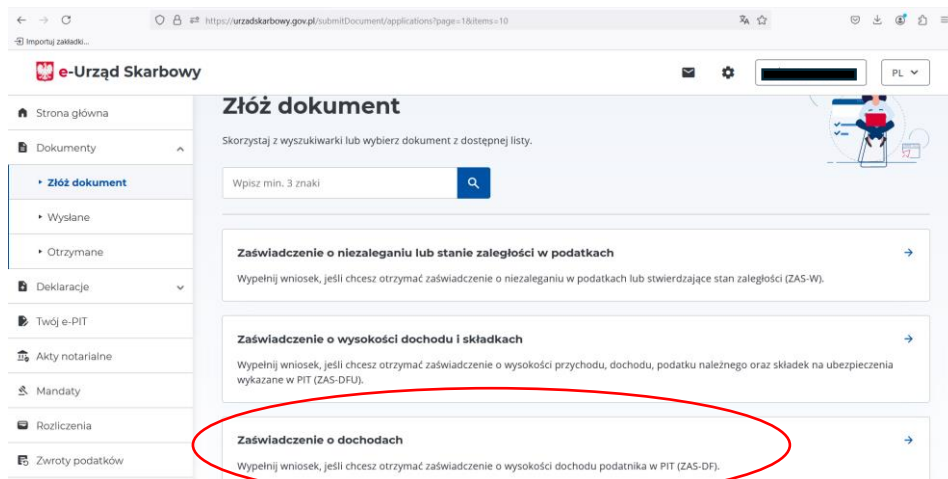 https://urzadskarbowy.gov.pl/submitDocument/applications?page=1&items=10
Importuj zakładki...
e-Urząd Skarbowy
PL
Strona główna
Dokumenty
Złóż dokument
Wysłane
Otrzymane
Deklaracje
Twój e-PIT
Akty notarialne
Mandaty
Rozliczenia
Zwroty podatków
Złóż dokument
Skorzystaj z wyszukiwarki lub wybierz dokument z dostępnej listy.
Wpisz min. 3 znaki
Zaświadczenie o niezaleganiu lub stanie zaległości w podatkach
Wypełnij wniosek, jeśli chcesz otrzymać zaświadczenie o niezaleganiu w podatkach lub stwierdzające stan zaległości (ZAS-W).
Zaświadczenie o wysokości dochodu i składkach
Wypełnij wniosek, jeśli chcesz otrzymać zaświadczenie o wysokości przychodu, dochodu, podatku należnego oraz składek na ubezpieczenia
wykazane w PIT (ZAS-DFU).
Zaświadczenie o dochodach
Wypełnij wniosek, jeśli chcesz otrzymać zaświadczenie o wysokości dochodu podatnika w PIT (ZAS-DF).